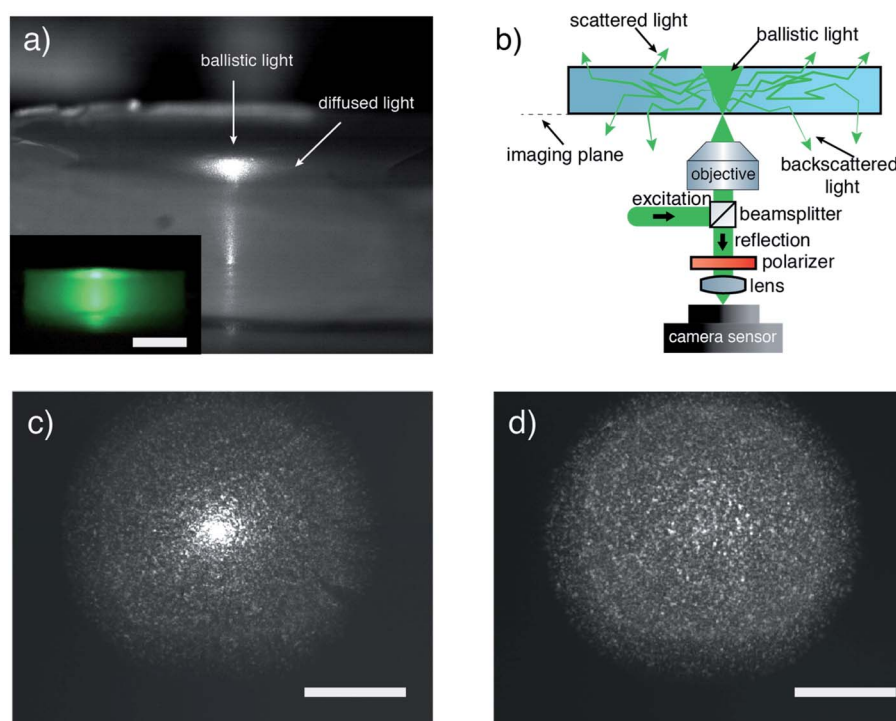 a)
ballistic light
diffused light
b)
scattered light
ballistic light
imaging plane
backscattered
light
objective
excitation
beamsplitter
reflection
polarizer
lens
camera sensor
c)
d)